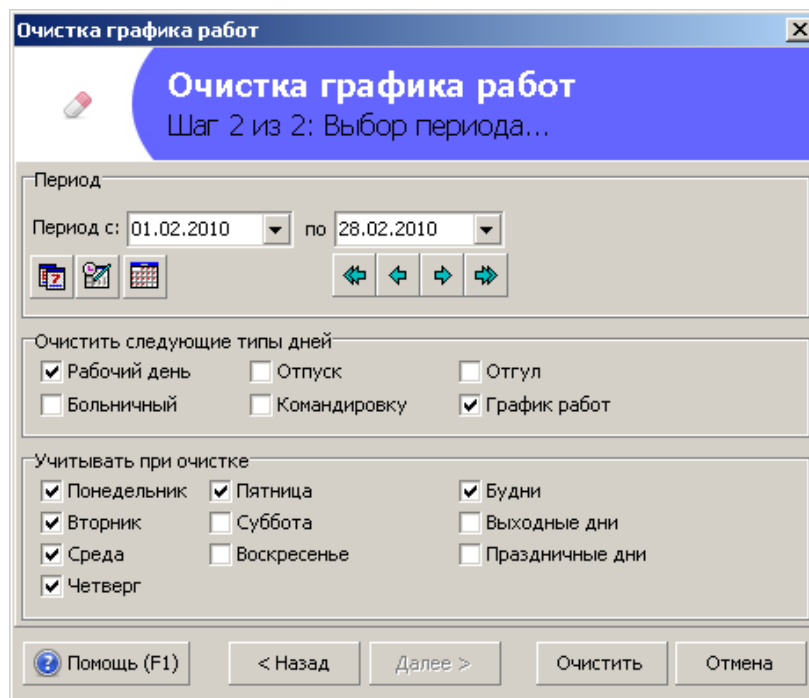 Очистка графика работ
Очистка графика работ
Шаг 2 из 2: Выбор периода...
Период
Период с: 01.02.2010 по 28.02.2010
Очистить следующие типы дней
Рабочий день Отпуск Отгул
Больничный Командировку График работ
Учитывать при очистке
Понедельник Пятница Будни
Вторник Суббота Выходные дни
Среда Воскресенье Праздничные дни
Четверг
Помощь (F1) < Назад Далее > Очистить Отмена